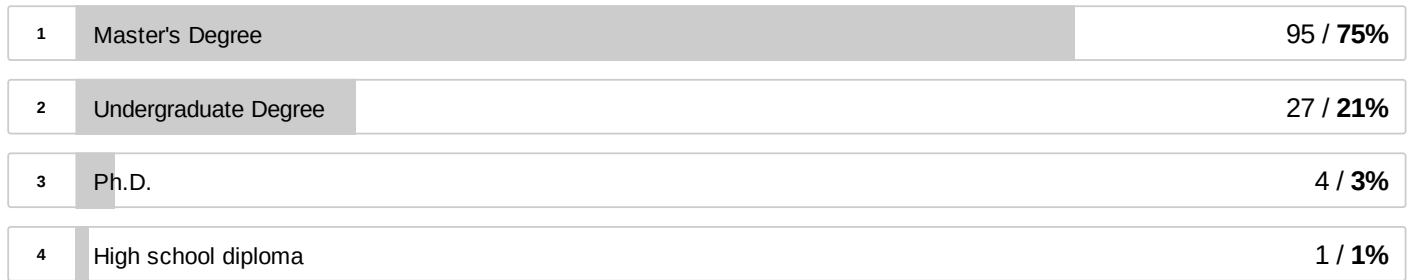 1 Master's Degree 95 / 75%
2 Undergraduate Degree 27 / 21%
3 Ph.D. 4 / 3%
4 High school diploma 1 / 1%